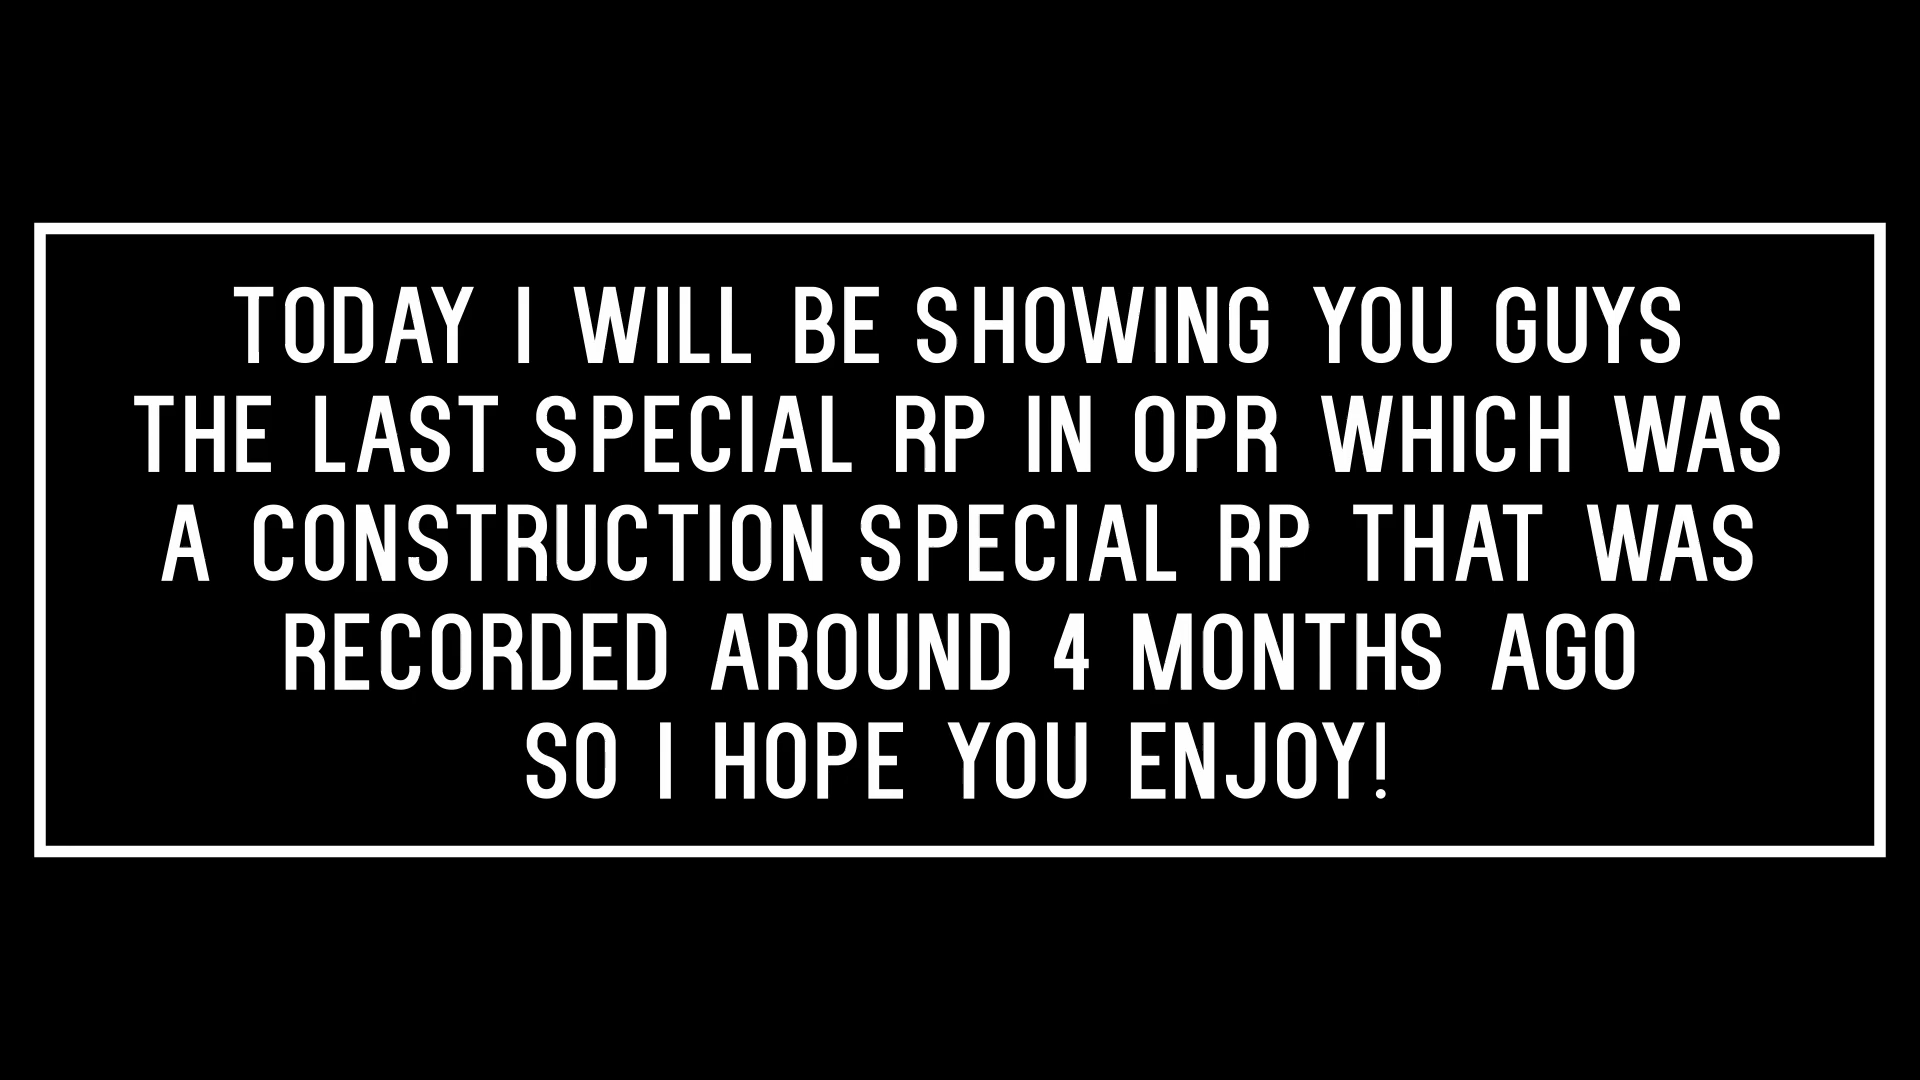 TODAY I WILL BE SHOWING YOU GUYS
THE LAST SPECIAL RP IN OPR WHICH WAS
A CONSTRUCTION SPECIAL RP THAT WAS
RECORDED AROUND 4 MONTHS AGO
SO I HOPE YOU ENJOY!